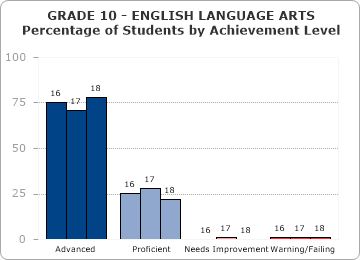 GRADE 10 - ENGLISH LANGUAGE ARTS
Percentage of Students by Achievement Level
100
75
50
25
0
16 17 18
16 17 18
16 17 18
16 17 18
Advanced Proficient Needs Improvement Warning/Failing